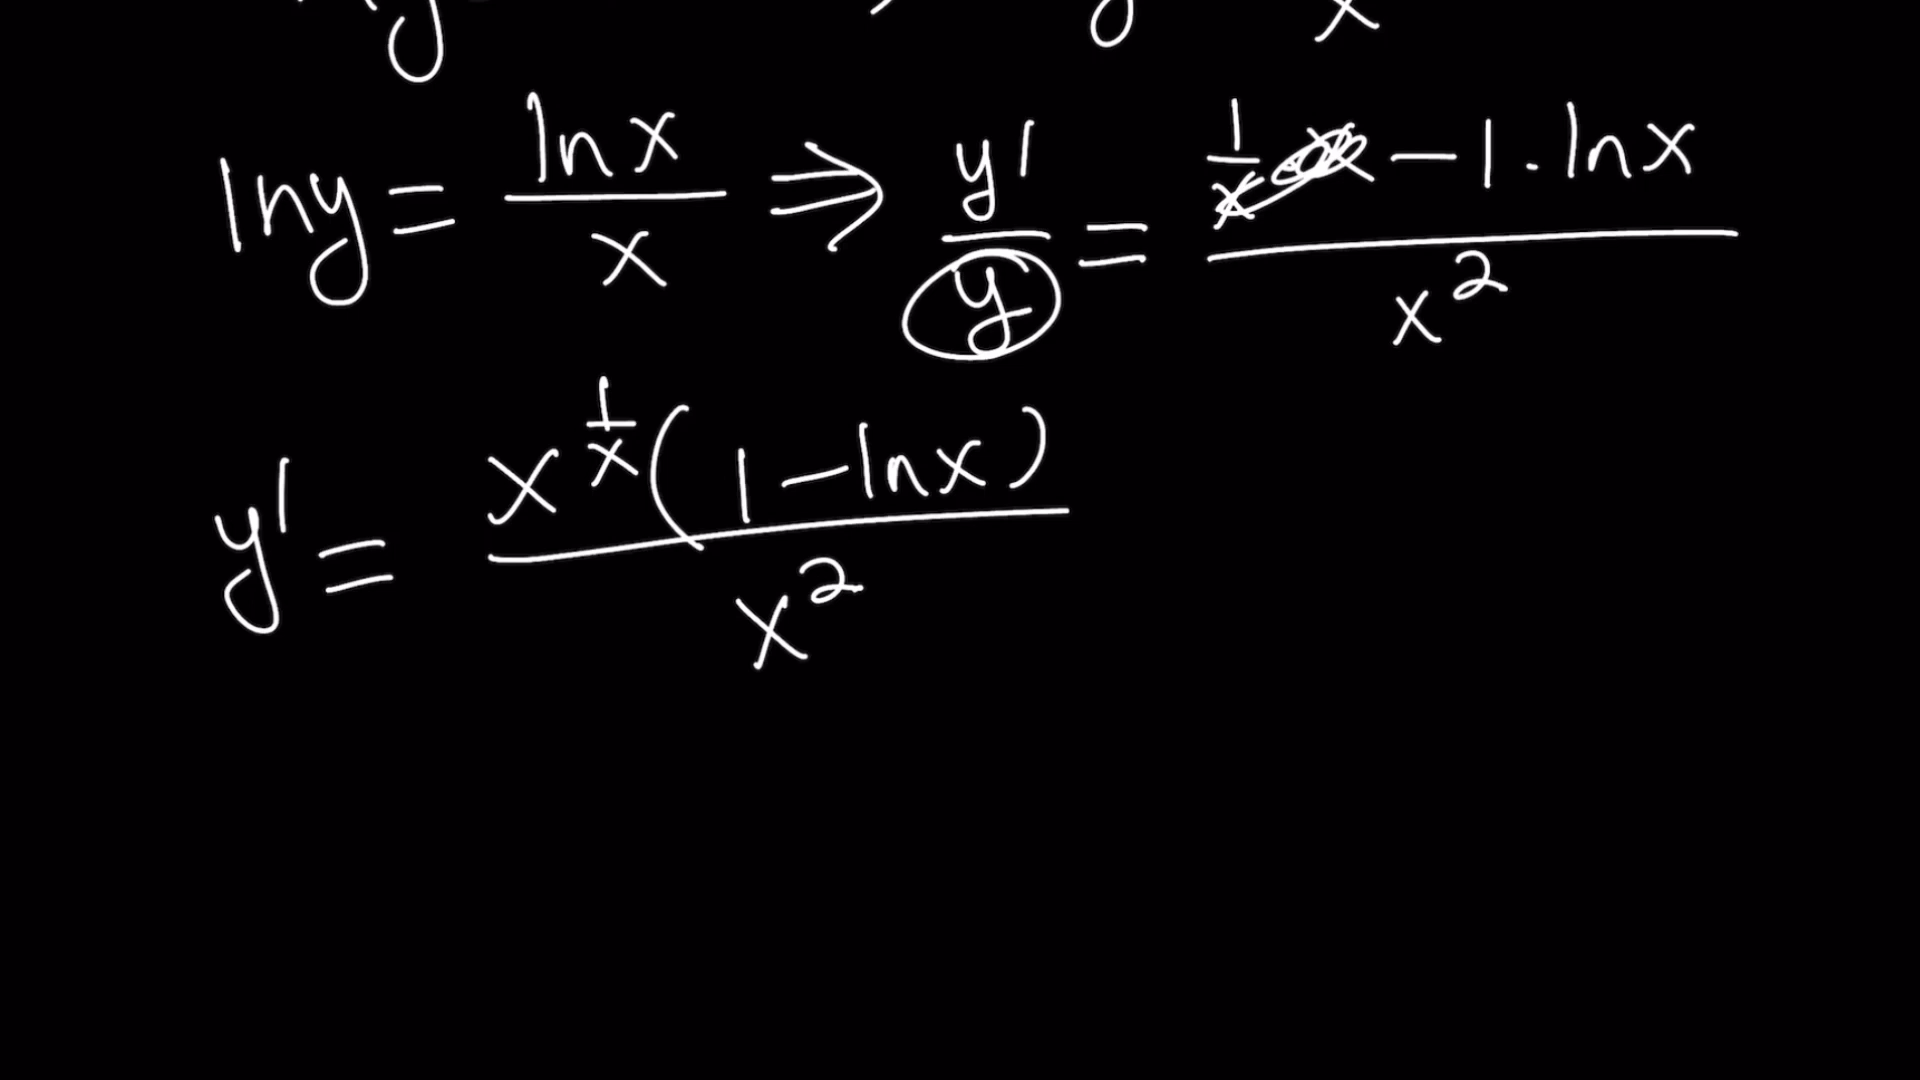 ln y = ln x / x ⇒ y' / y = (1/x · x − 1 · ln x) / x²
y' = x^(1/x) (1 − ln x) / x²